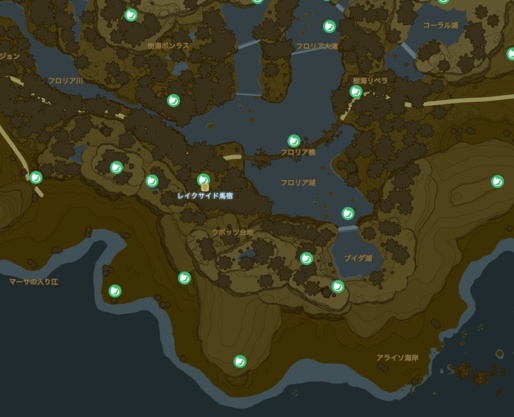 コーラル湖
樹海ボンラス
フロリア大滝
ジョン
フロリア川
樹海リベラ
フロリア橋
フロリア湖
レイクサイド馬宿
ウボッツ台地
ブイダ湖
マーサの入り江
アライソ海岸